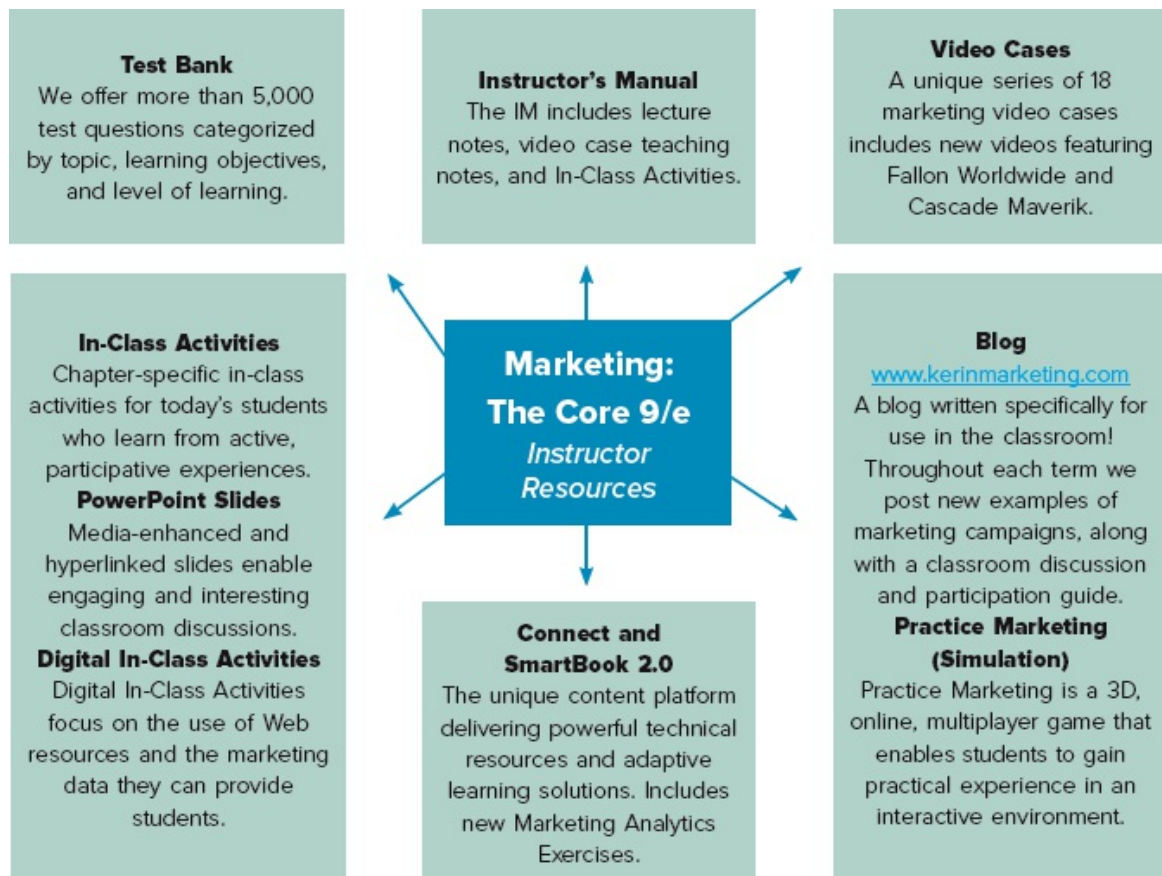 Test Bank
We offer more than 5,000
test questions categorized
by topic, learning objectives,
and level of learning.
Instructor's Manual
The IM includes lecture
notes, video case teaching
notes, and In-Class Activities.
Video Cases
A unique series of 18
marketing video cases
includes new videos featuring
Fallon Worldwide and
Cascade Maverik.
In-Class Activities
Chapter-specific in-class
activities for today's students
who learn from active,
participative experiences.
PowerPoint Slides
Media-enhanced and
hyperlinked slides enable
engaging and interesting
classroom discussions.
Digital In-Class Activities
Digital In-Class Activities
focus on the use of Web
resources and the marketing
data they can provide
students.
Marketing:
The Core 9/e
Instructor
Resources
Blog
www.kerinmarketing.com
A blog written specifically for
use in the classroom!
Throughout each term we
post new examples of
marketing campaigns, along
with a classroom discussion
and participation guide.
Practice Marketing
(Simulation)
Practice Marketing is a 3D,
online, multiplayer game that
enables students to gain
practical experience in an
interactive environment.
Connect and
SmartBook 2.0
The unique content platform
delivering powerful technical
resources and adaptive
learning solutions. Includes
new Marketing Analytics
Exercises.